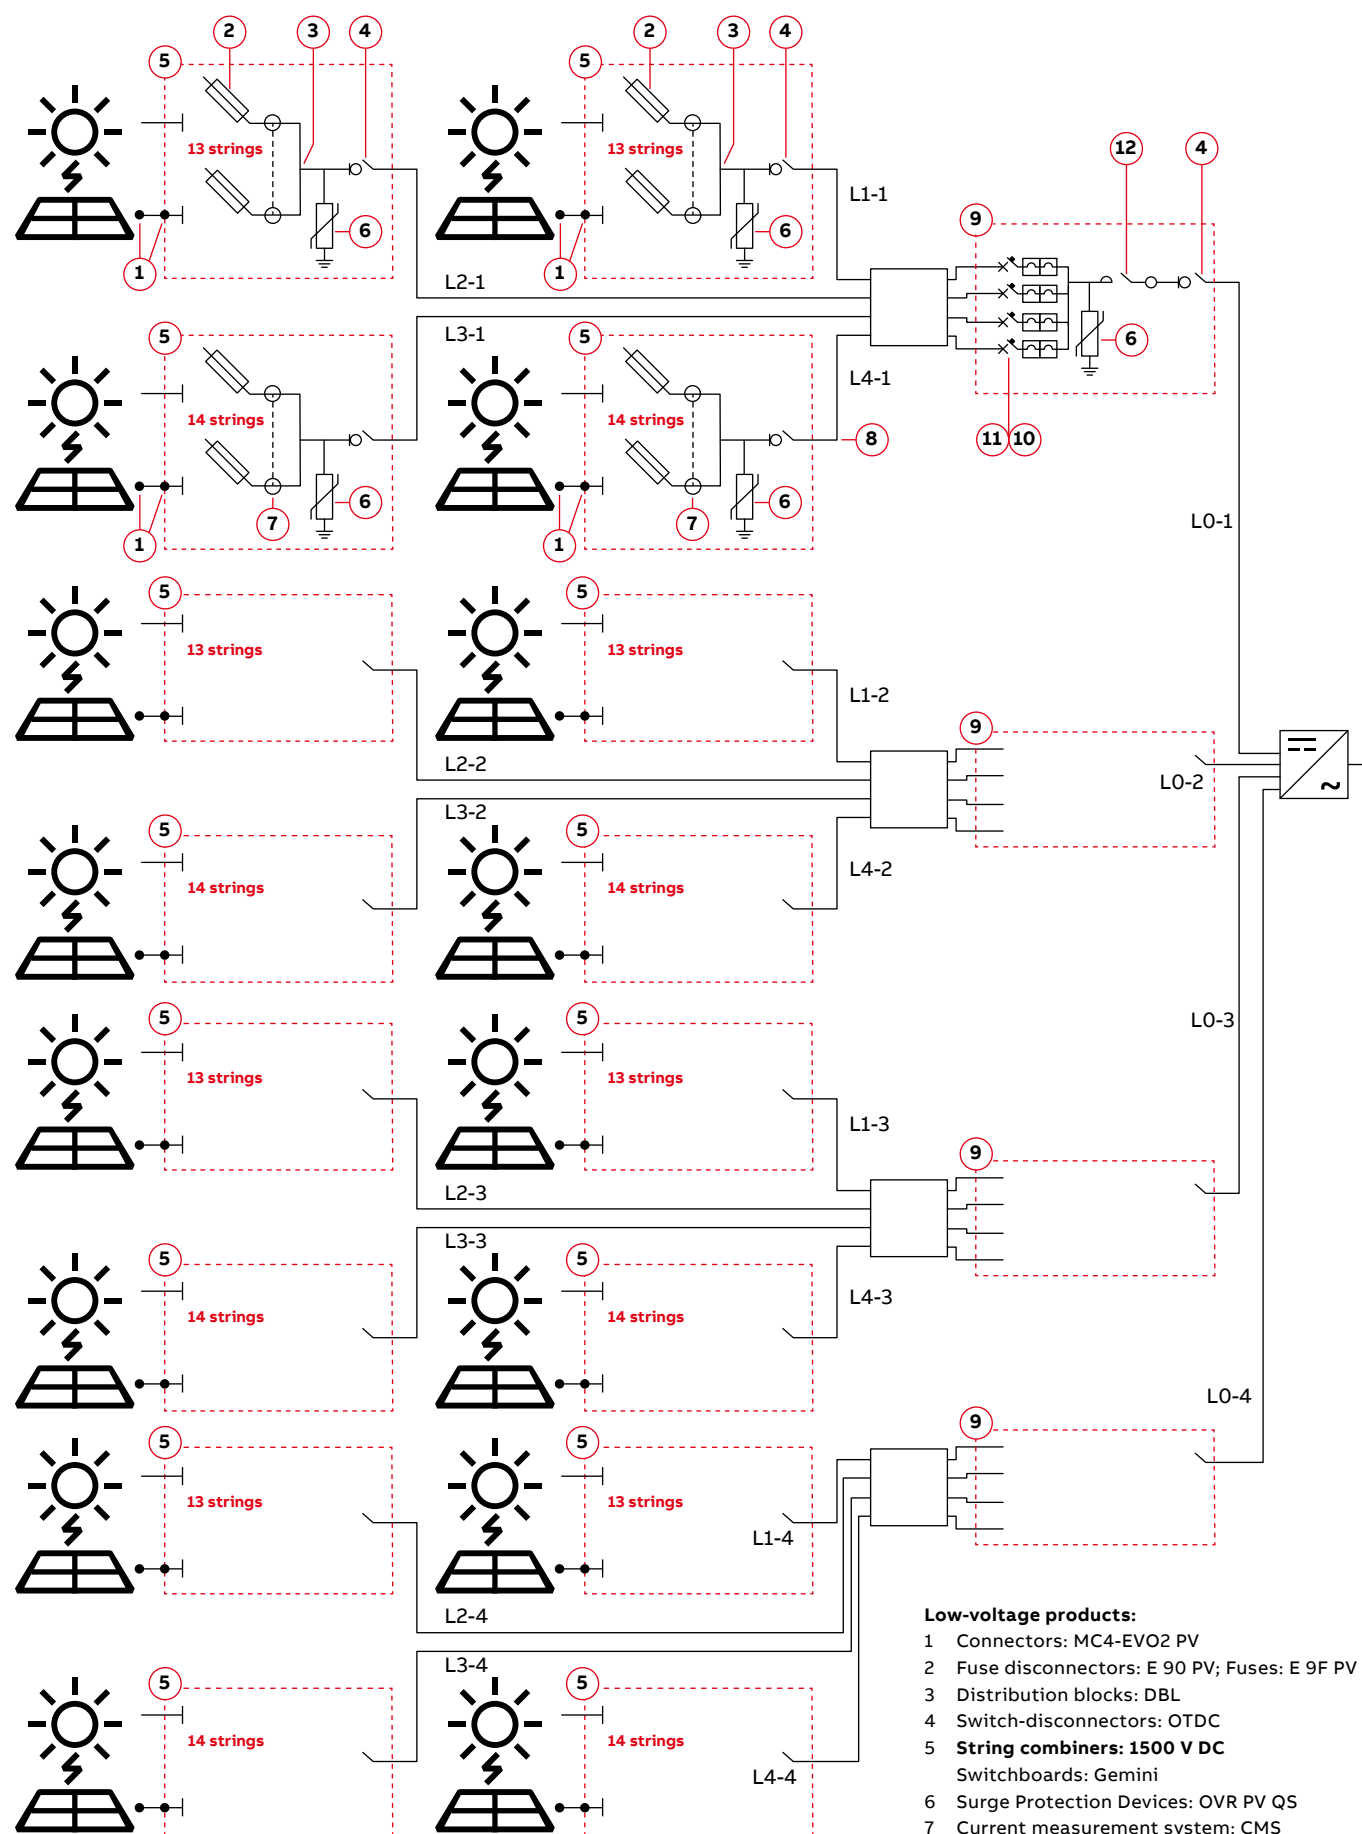 2
3
4
2
3
4
5
5
13 strings
13 strings
12
4
L1-1
9
6
6
1
1
L2-1
L3-1
5
5
6
L4-1
14 strings
14 strings
8
11
10
6
6
7
7
1
1
L0-1
5
5
13 strings
13 strings
L1-2
9
L2-2
L0-2
L3-2
5
5
L4-2
14 strings
14 strings
5
5
L0-3
13 strings
13 strings
L1-3
9
L2-3
L3-3
5
5
L4-3
14 strings
14 strings
L0-4
5
5
9
13 strings
13 strings
L1-4
L2-4
L3-4
5
5
14 strings
14 strings
L4-4
Low-voltage products:
1 Connectors: MC4-EVO2 PV
2 Fuse disconnectors: E 90 PV; Fuses: E 9F PV
3 Distribution blocks: DBL
4 Switch-disconnectors: OTDC
5 String combiners: 1500 V DC
Switchboards: Gemini
6 Surge Protection Devices: OVR PV QS
7 Current measurement system: CMS